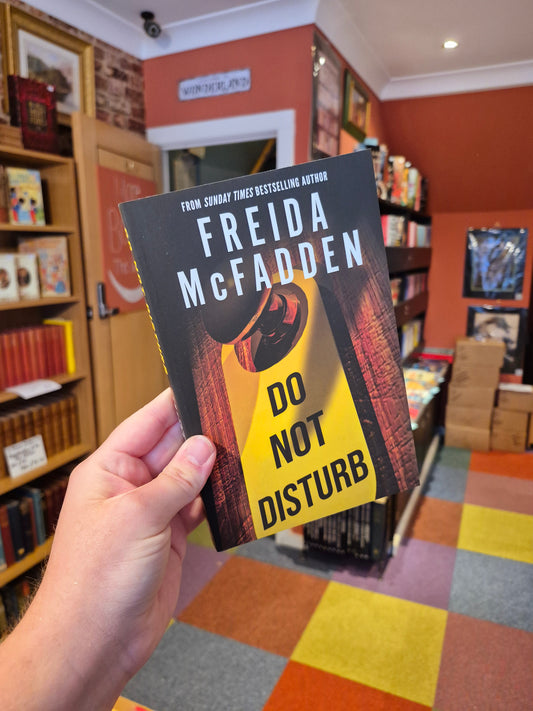 WONDERLAND
FROM SUNDAY TIMES BESTSELLING AUTHOR
FREIDA
McFADDEN
DO
NOT
DISTURB